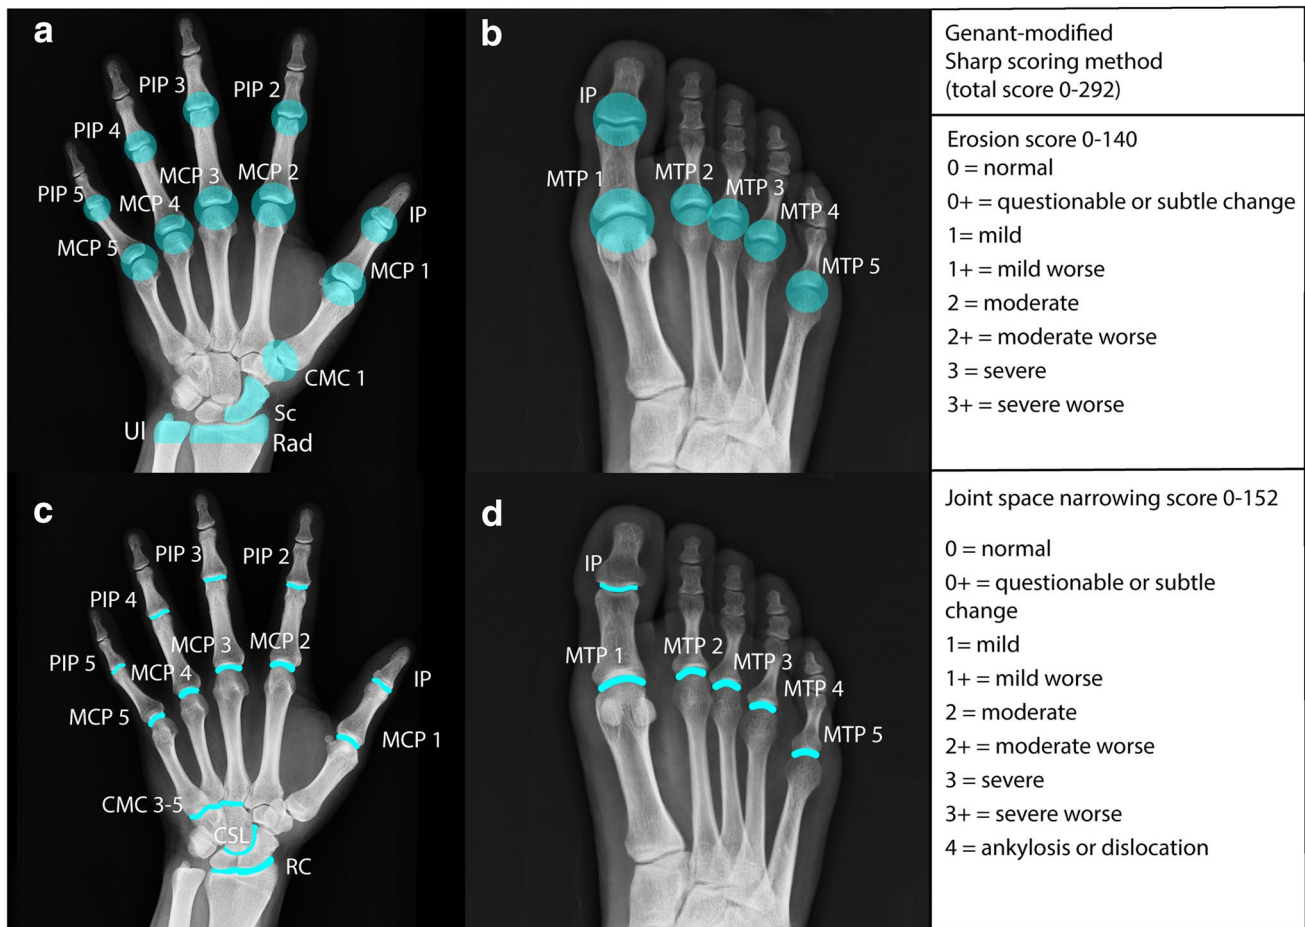 a
PIP 3
PIP 2
PIP 4
MCP 3
MCP 2
PIP 5
MCP 4
IP
MCP 5
MCP 1
CMC 1
Sc
Ul
Rad
b
IP
MTP 1
MTP 2
MTP 3
MTP 4
MTP 5
c
PIP 3
PIP 2
PIP 4
MCP 3
MCP 2
PIP 5
MCP 4
IP
MCP 5
MCP 1
CMC 3-5
CSL
RC
d
IP
MTP 1
MTP 2
MTP 3
MTP 4
MTP 5
Genant-modified
Sharp scoring method
(total score 0-292)
Erosion score 0-140
0 = normal
0+ = questionable or subtle change
1= mild
1+ = mild worse
2 = moderate
2+ = moderate worse
3 = severe
3+ = severe worse
Joint space narrowing score 0-152
0 = normal
0+ = questionable or subtle
change
1= mild
1+ = mild worse
2 = moderate
2+ = moderate worse
3 = severe
3+ = severe worse
4 = ankylosis or dislocation